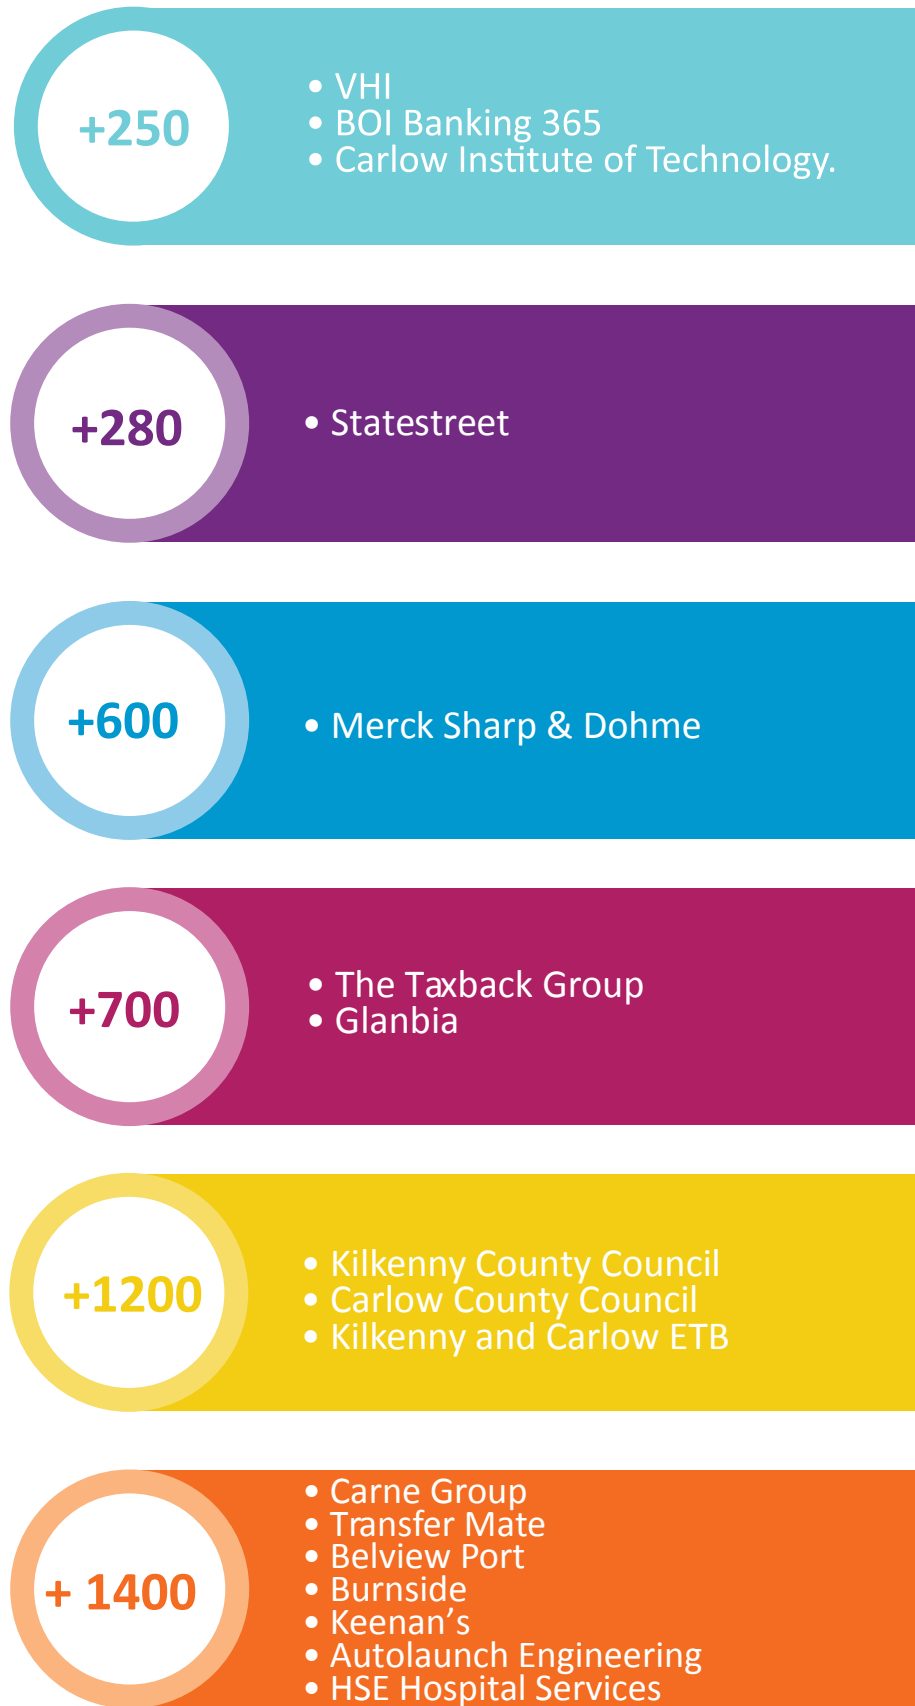 +250
• VHI
• BOI Banking 365
• Carlow Institute of Technology.
+280
• Statestreet
+600
• Merck Sharp & Dohme
+700
• The Taxback Group
• Glanbia
+1200
• Kilkenny County Council
• Carlow County Council
• Kilkenny and Carlow ETB
+ 1400
• Carne Group
• Transfer Mate
• Belview Port
• Burnside
• Keenan’s
• Autolaunch Engineering
• HSE Hospital Services